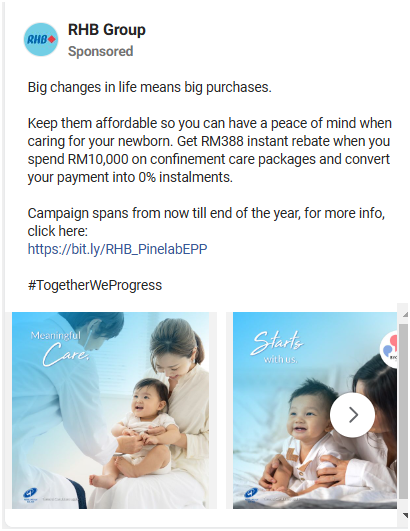 RHB Group
Sponsored
RHB
Big changes in life means big purchases.
Keep them affordable so you can have a peace of mind when
caring for your newborn. Get RM388 instant rebate when you
spend RM10,000 on confinement care packages and convert
your payment into 0% instalments.
Campaign spans from now till end of the year, for more info,
click here:
https://bit.ly/RHB_PinelabEPP
#TogetherWeProgress
Meaningful
Care.
Starts
with us.